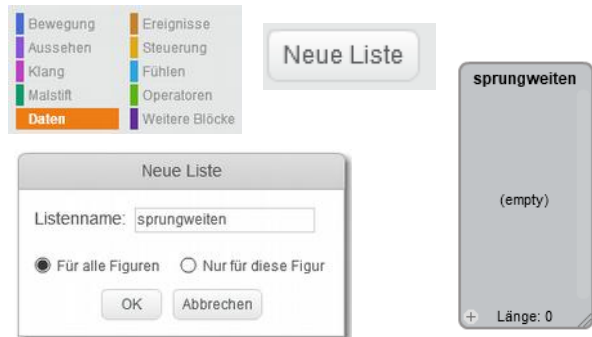 Bewegung
Ereignisse
Aussehen
Steuerung
Klang
Fühlen
Malstift
Operatoren
Daten
Weitere Blöcke
Neue Liste
Neue Liste
Listenname: sprungweiten
Für alle Figuren
Nur für diese Figur
OK
Abbrechen
sprungweiten
(empty)
+ Länge: 0